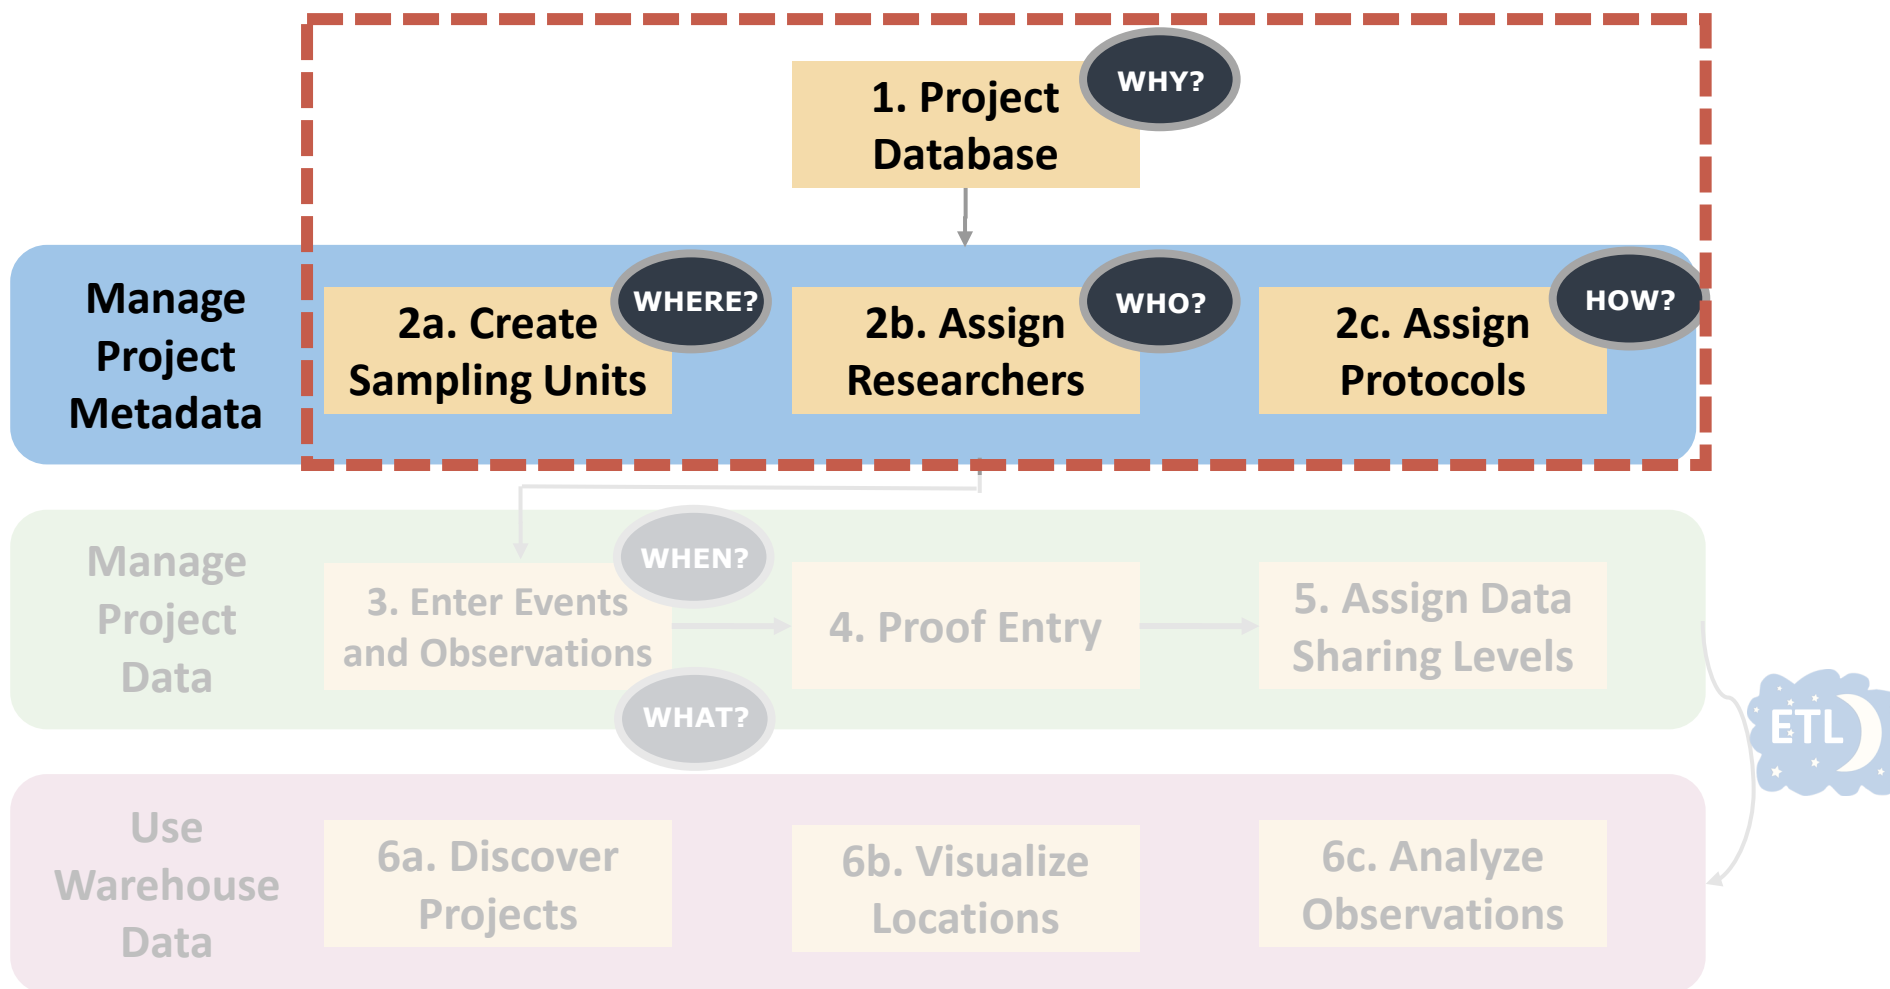 1. Project
Database
WHY?
Manage
Project
Metadata
2a. Create
Sampling Units
WHERE?
2b. Assign
Researchers
WHO?
2c. Assign
Protocols
HOW?
Manage
Project
Data
3. Enter Events
and Observations
WHEN?
WHAT?
4. Proof Entry
5. Assign Data
Sharing Levels
ETL
Use
Warehouse
Data
6a. Discover
Projects
6b. Visualize
Locations
6c. Analyze
Observations